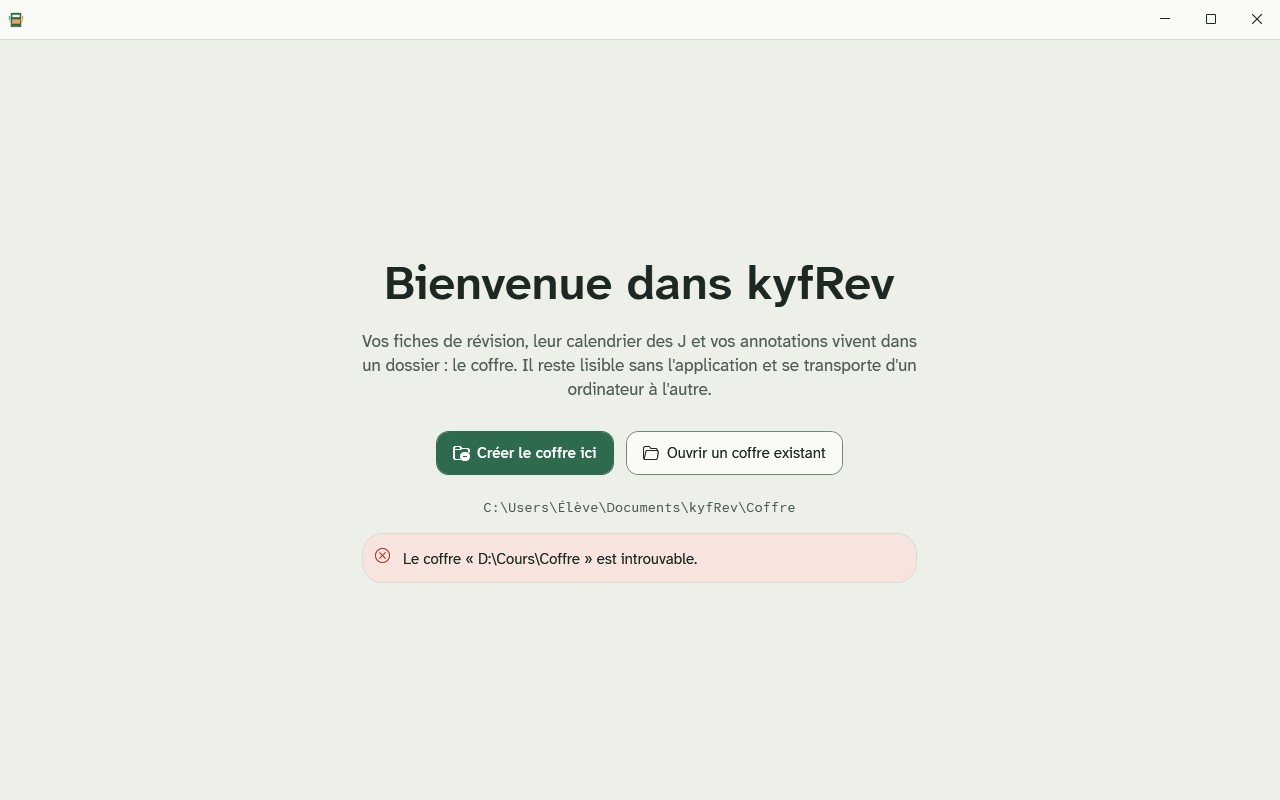 Bienvenue dans kyfRev
Vos fiches de révision, leur calendrier des J et vos annotations vivent dans
un dossier : le coffre. Il reste lisible sans l'application et se transporte d'un
ordinateur à l'autre.
Créer le coffre ici
Ouvrir un coffre existant
C:\Users\Élève\Documents\kyfRev\Coffre
Le coffre « D:\Cours\Coffre » est introuvable.